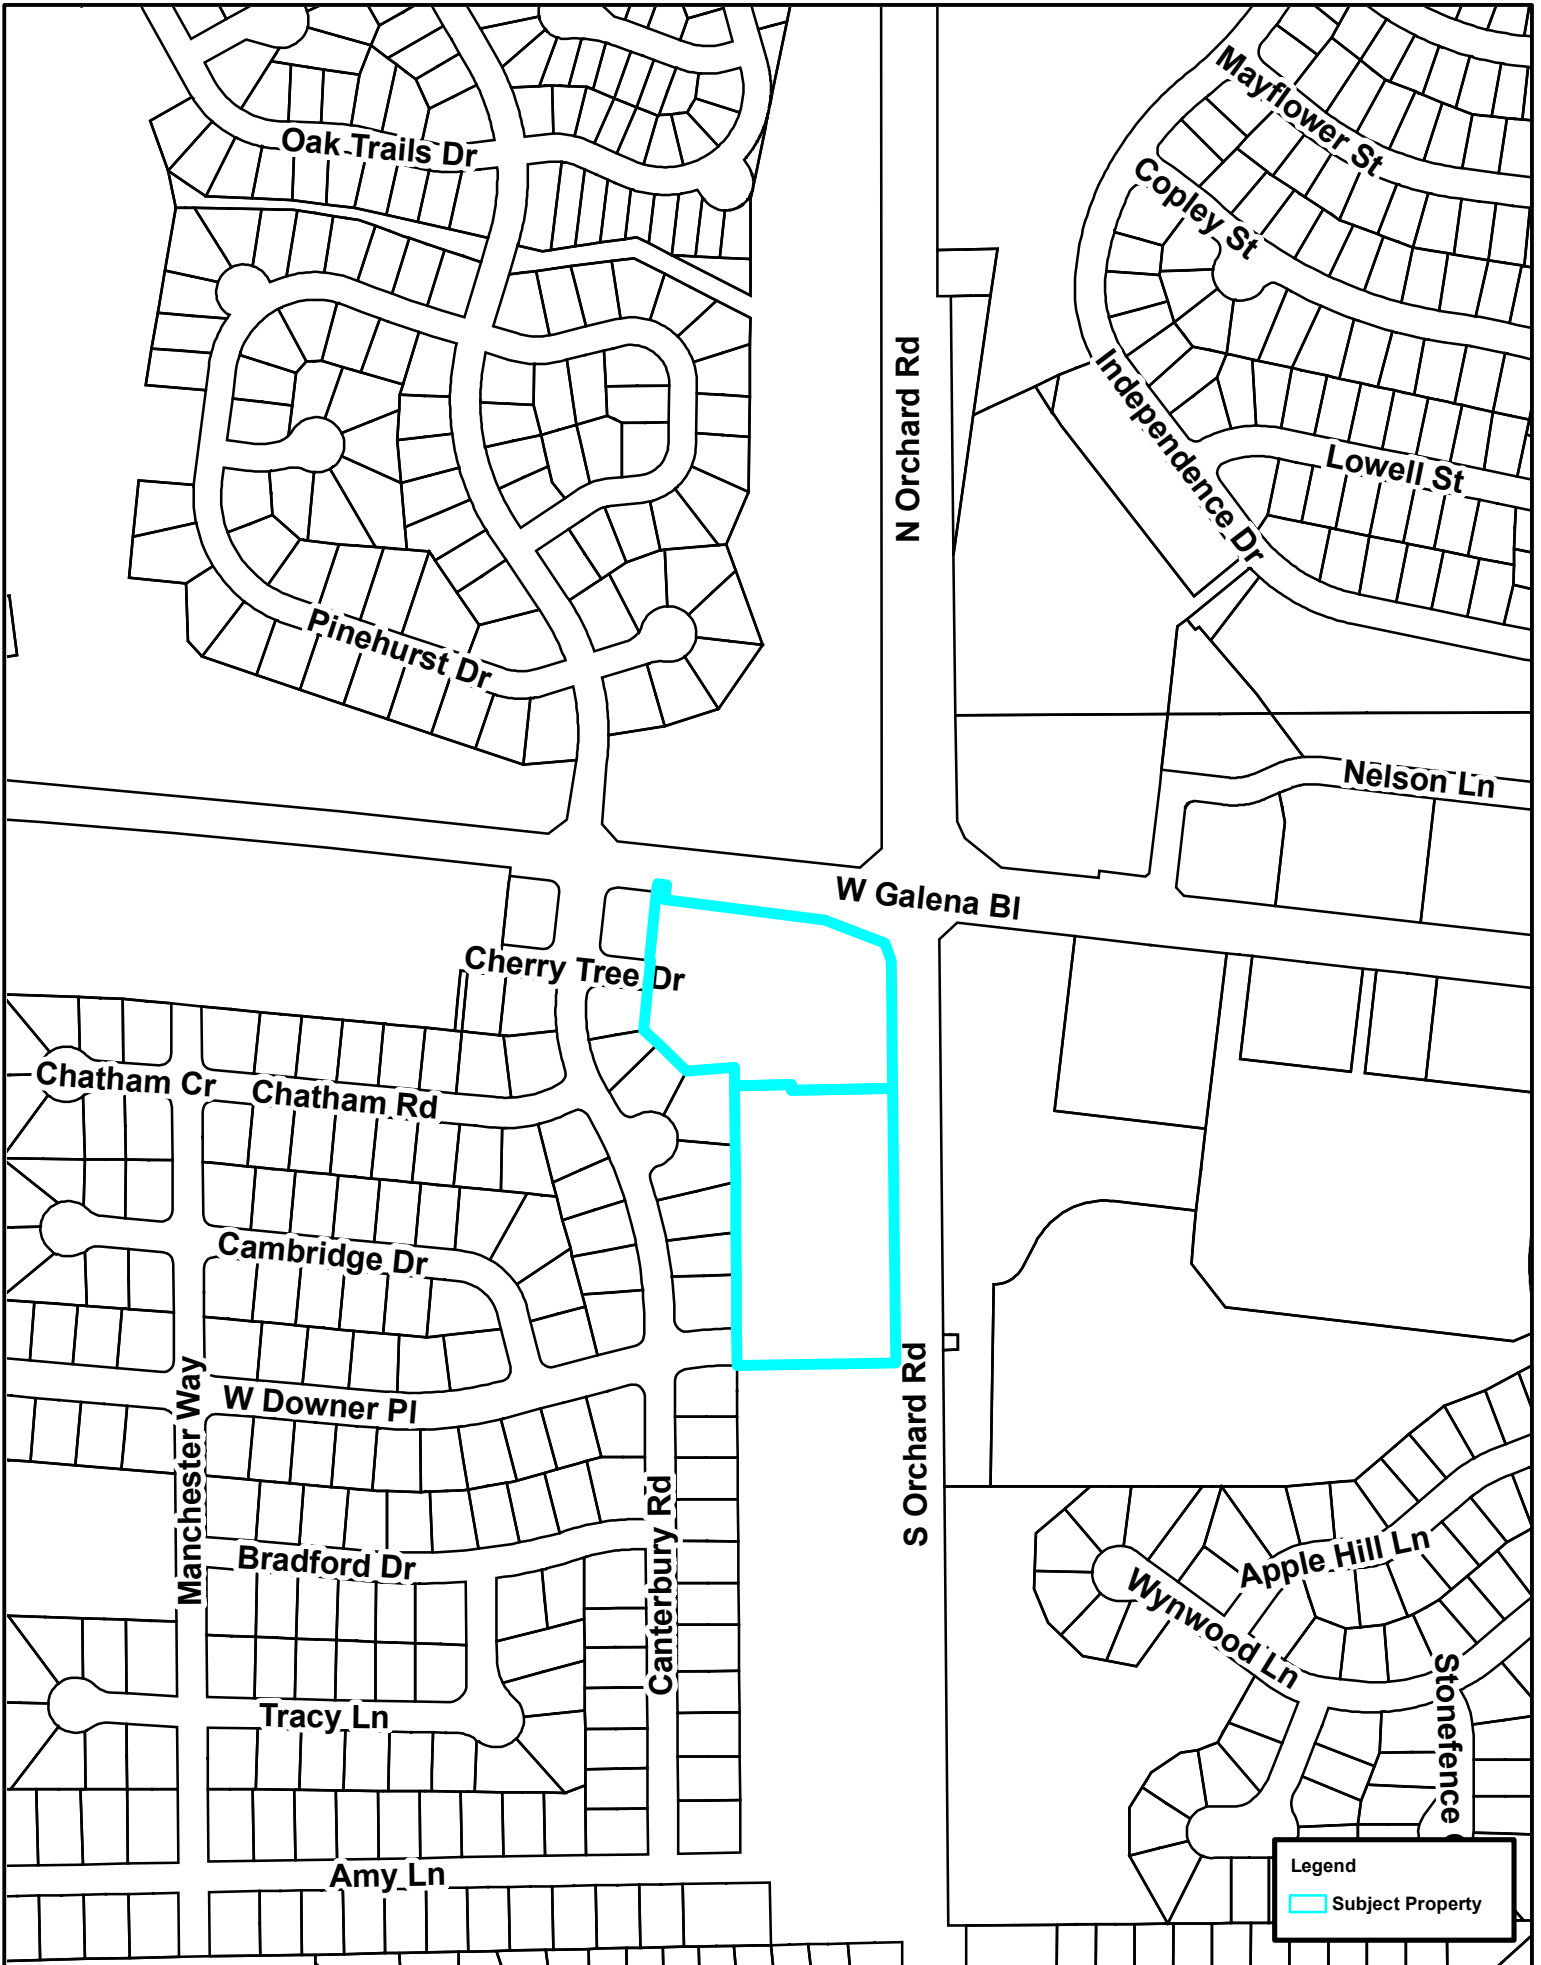 Mayflower St
Oak Trails Dr
Copley St
N Orchard Rd
Independence Dr
Lowell St
Pinehurst Dr
Nelson Ln
W Galena Bl
Cherry Tree Dr
Chatham Cr
Chatham Rd
Cambridge Dr
S Orchard Rd
Manchester Way
W Downer Pl
Canterbury Rd
Bradford Dr
Apple Hill Ln
Wynwood Ln
Stonefence
Tracy Ln
Amy Ln
Legend
Subject Property